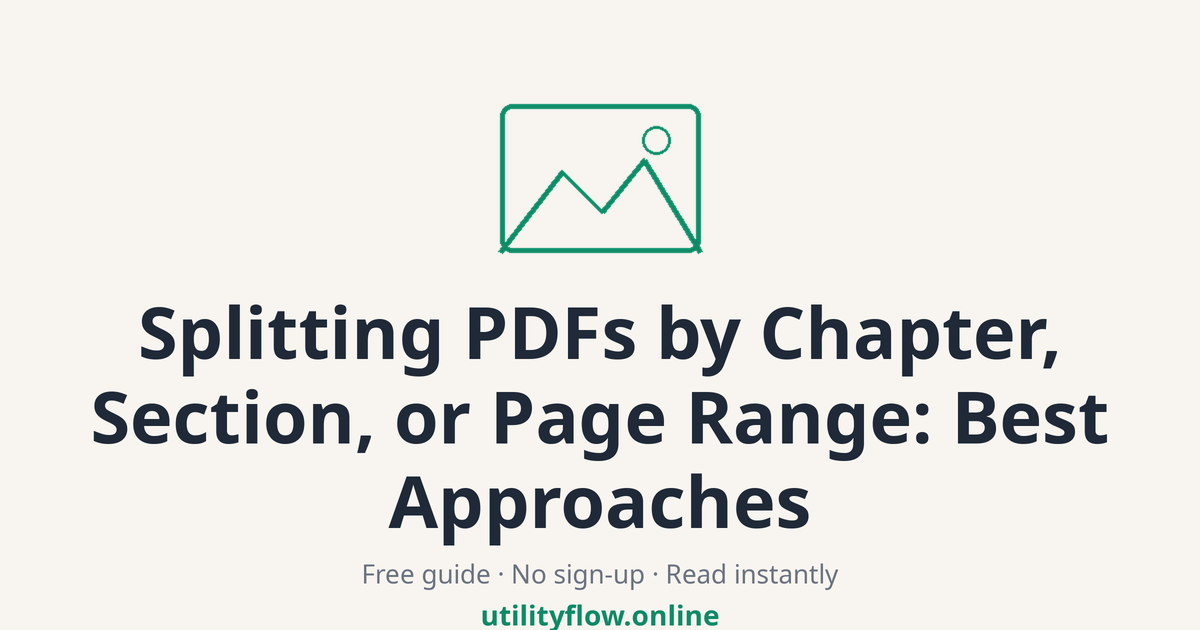 Splitting PDFs by Chapter,
Section, or Page Range: Best
Approaches
Free guide · No sign-up · Read instantly
utilityflow.online